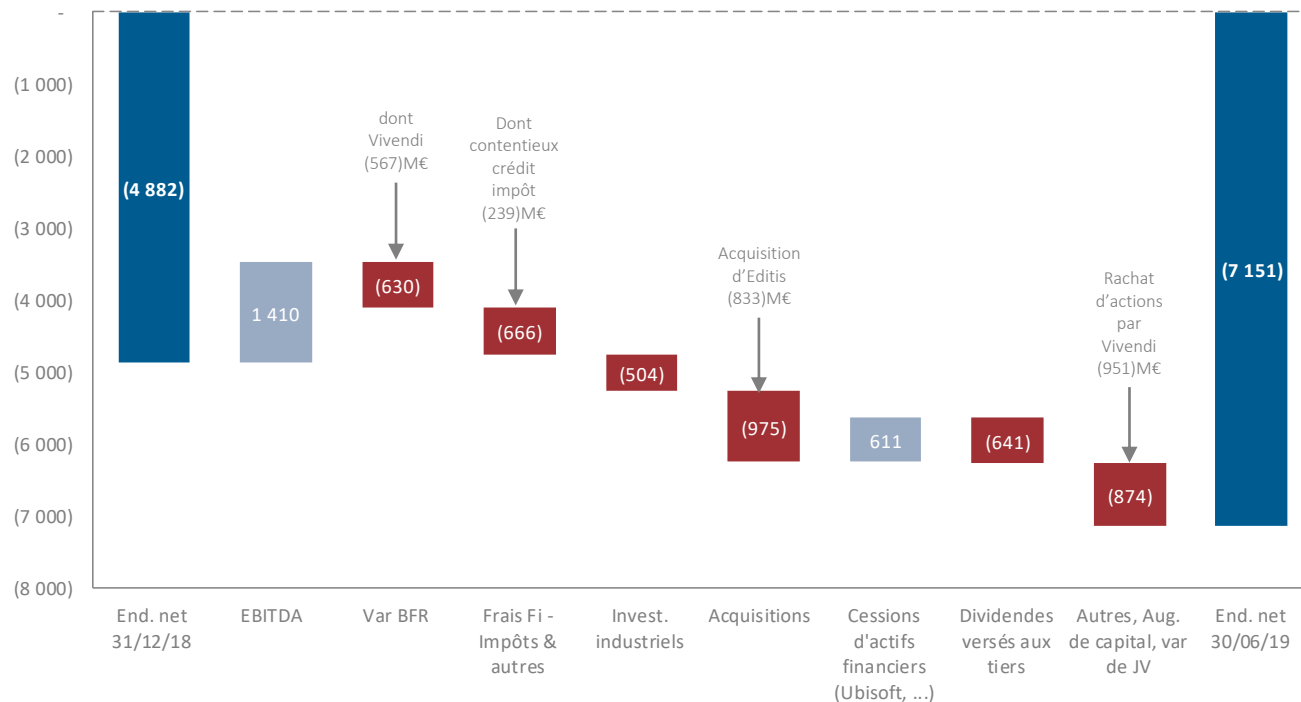 -
(1 000)
(2 000)
(3 000)
(4 000)
(5 000)
(6 000)
(7 000)
(8 000)
(4 882)
1 410
dont
Vivendi
(567)M€
(630)
Dont
contentieux
crédit
impôt
(239)M€
(666)
(504)
Acquisition
d’Editis
(833)M€
(975)
611
(641)
Rachat
d’actions
par
Vivendi
(951)M€
(874)
(7 151)
End. net
31/12/18
EBITDA
Var BFR
Frais Fi -
Impôts &
autres
Invest.
industriels
Acquisitions
Cessions
d'actifs
financiers
(Ubisoft, ...)
Dividendes
versés aux
tiers
Autres, Aug.
de capital, var
de JV
End. net
30/06/19